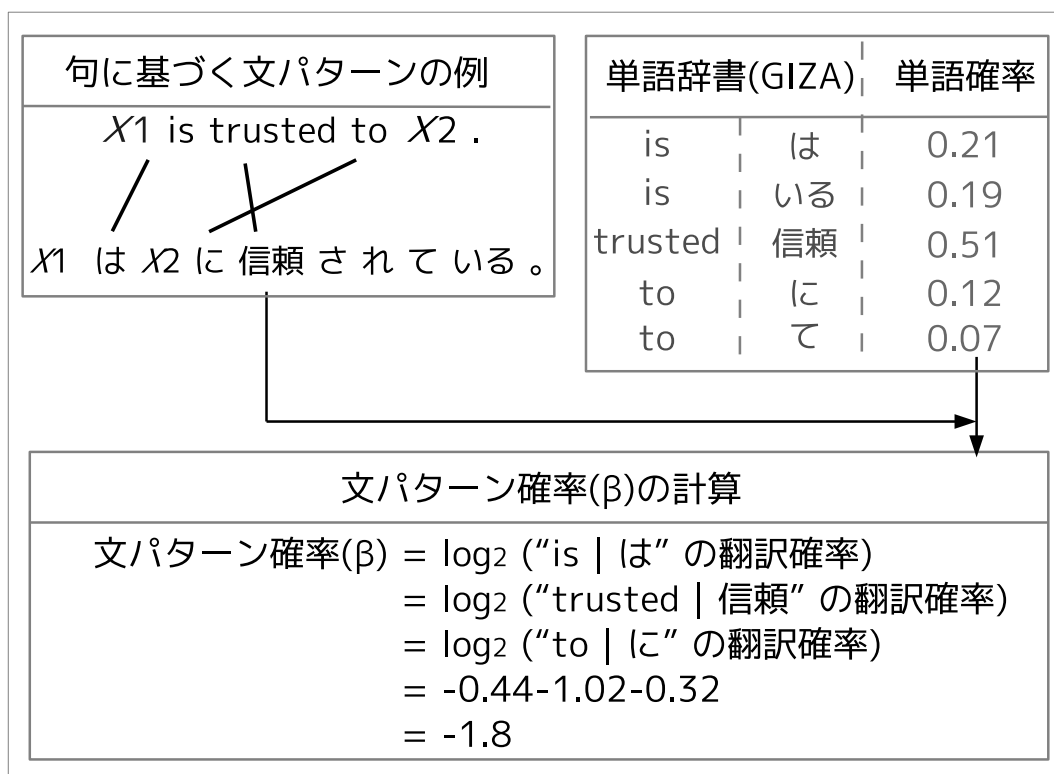 句に基づく文パターンの例
X1 is trusted to X2 .
X1 は X2 に 信頼 さ れ て いる 。
単語辞書(GIZA) 単語確率
is は 0.21
is いる 0.19
trusted 信頼 0.51
to に 0.12
to て 0.07
文パターン確率(β)の計算
文パターン確率(β) = log2 (“is | は” の翻訳確率)
= log2 (“trusted | 信頼” の翻訳確率)
= log2 (“to | に” の翻訳確率)
= -0.44-1.02-0.32
= -1.8